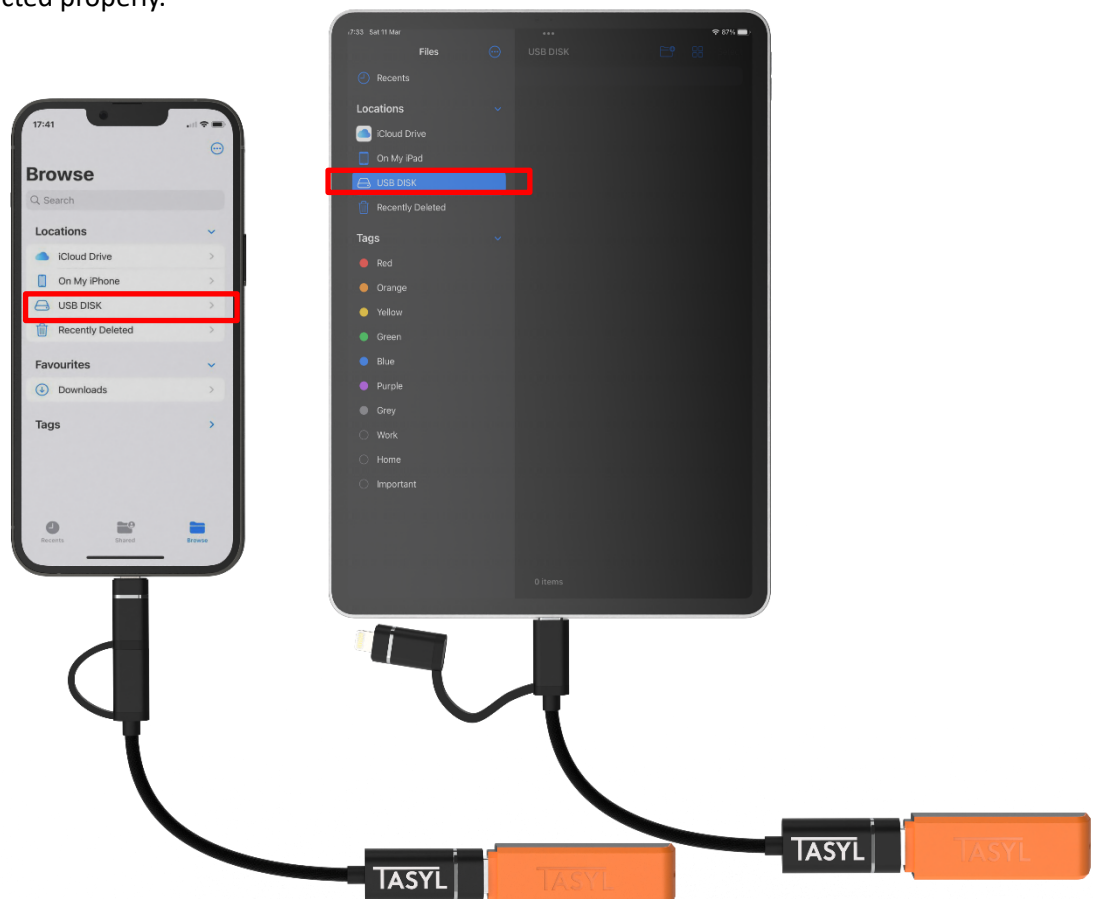 cted properly.
17:41
Browse
Search
Locations
iCloud Drive
On My iPhone
USB DISK
Recently Deleted
Favourites
Downloads
Tags
Recents
Shared
Browse
7:33 Sat 11 Mar
87%
Files
USB DISK
Recents
Locations
iCloud Drive
On My iPad
USB DISK
Recently Deleted
Tags
Red
Orange
Yellow
Green
Blue
Purple
Grey
Work
Home
Important
0 items
TASYL
TASYL
TASYL
TASYL